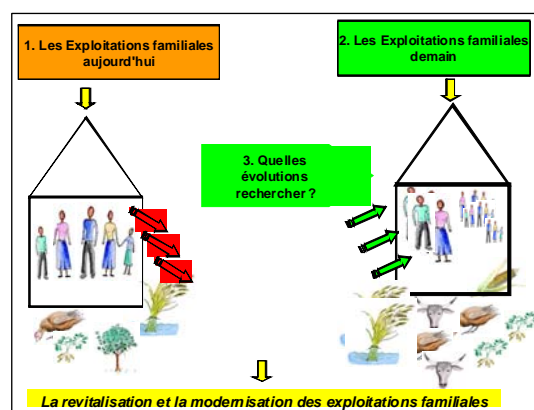 1. Les Exploitations familiales
aujourd'hui
2. Les Exploitations familiales
demain
3. Quelles
évolutions
rechercher ?
La revitalisation et la modernisation des exploitations familiales